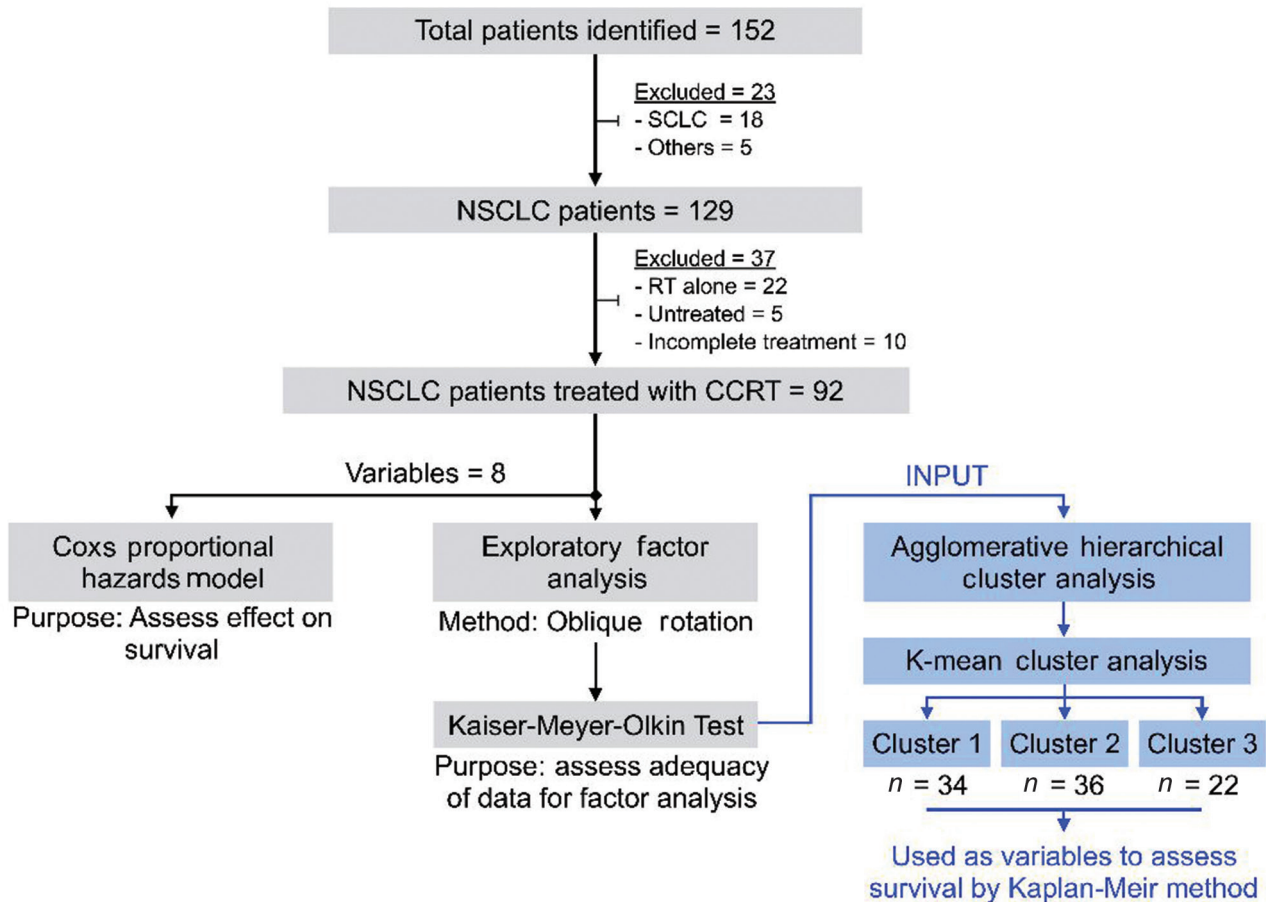 Total patients identified = 152
Excluded = 23
- SCLC = 18
- Others = 5
NSCLC patients = 129
Excluded = 37
- RT alone = 22
- Untreated = 5
- Incomplete treatment = 10
NSCLC patients treated with CCRT = 92
Variables = 8
Coxs proportional
hazards model
Purpose: Assess effect on
survival
Exploratory factor
analysis
Method: Oblique rotation
Kaiser-Meyer-Olkin Test
Purpose: assess adequacy
of data for factor analysis
INPUT
Agglomerative hierarchical
cluster analysis
K-mean cluster analysis
Cluster 1
Cluster 2
Cluster 3
n = 34
n = 36
n = 22
Used as variables to assess
survival by Kaplan-Meir method